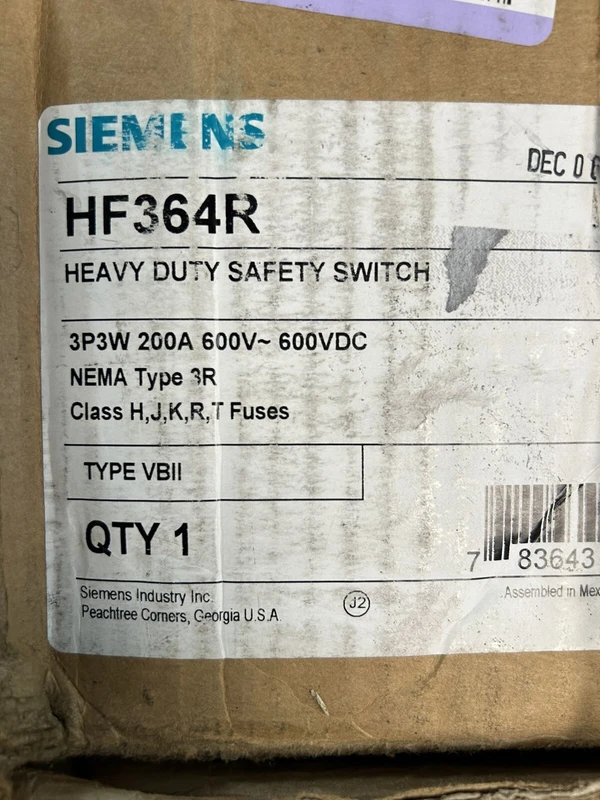 SIEMENS
DEC 0
HF364R
HEAVY DUTY SAFETY SWITCH
3P3W 200A 600V~ 600VDC
NEMA Type 3R
Class H,J,K,R,T Fuses
TYPE VBII
QTY 1
7 83643
Siemens Industry Inc.
Peachtree Corners, Georgia U.S.A.
J2
Assembled in Mex